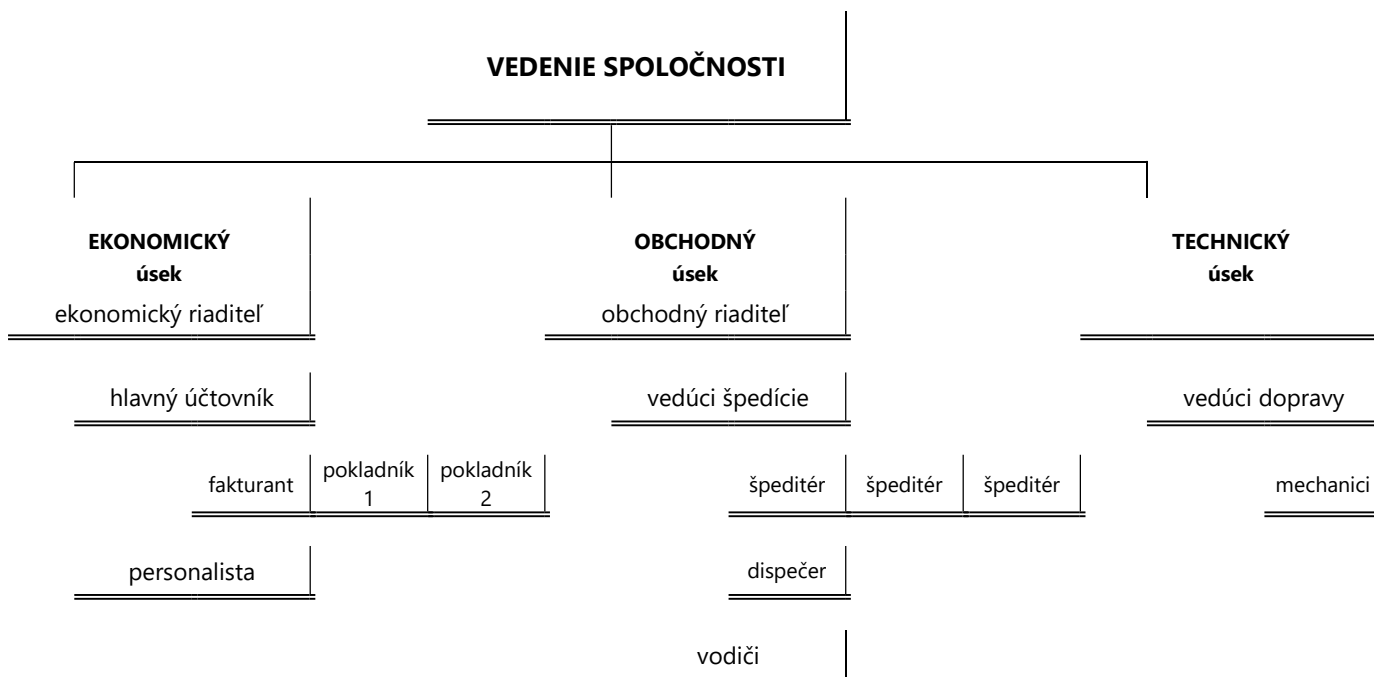 VEDENIE SPOLOČNOSTI
EKONOMICKÝ
úsek
ekonomický riaditeľ
OBCHODNÝ
úsek
obchodný riaditeľ
TECHNICKÝ
úsek
hlavný účtovník
vedúci špedície
vedúci dopravy
fakturant
pokladník
1
pokladník
2
špeditér
špeditér
špeditér
mechanici
personalista
dispečer
vodiči